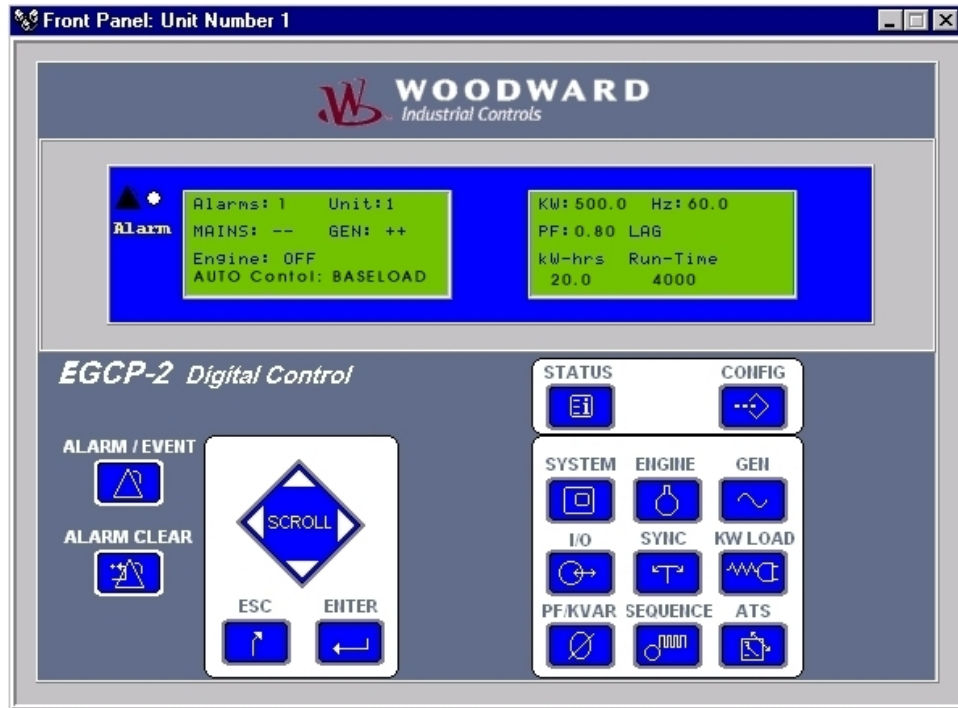 Front Panel: Unit Number 1
WOODWARD
Industrial Controls
Alarm
Alarms: 1 Unit:1
MAINS: -- GEN: ++
Engine: OFF
AUTO Contol: BASELOAD
KW: 500.0 Hz: 60.0
PF: 0.80 LAG
kW-hrs Run-Time
20.0 4000
EGCP-2 Digital Control
STATUS CONFIG
ALARM / EVENT
ALARM CLEAR
SCROLL
ESC ENTER
SYSTEM ENGINE GEN
I/O SYNC KW LOAD
PF/KVAR SEQUENCE ATS